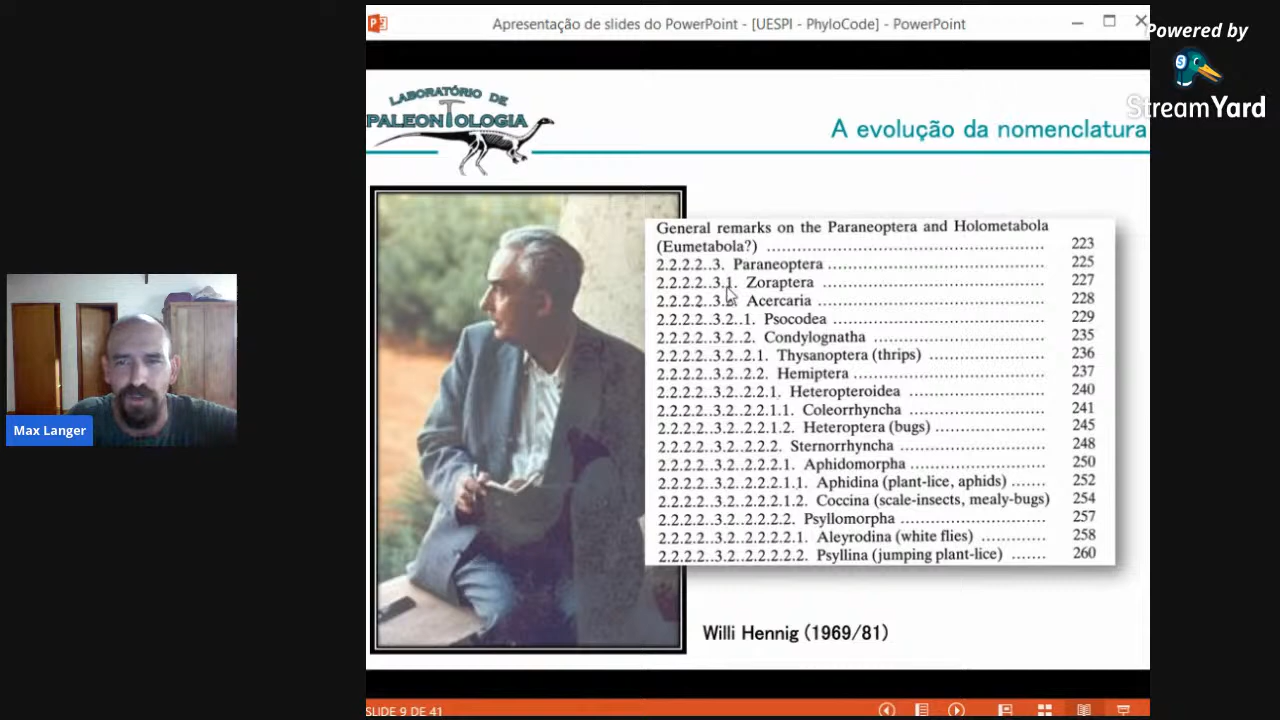 Apresentação de slides do PowerPoint - [UESPI - PhyloCode] - PowerPoint
Powered by
StreamYard
LABORATÓRIO DE
PALEONTOLOGIA
A evolução da nomenclatura
General remarks on the Paraneoptera and Holometabola
(Eumetabola?) ............ 223
2.2.2.2..3. Paraneoptera ............ 225
2.2.2.2..3.1. Zoraptera ............ 227
2.2.2.2..3.2. Acercaria ............ 228
2.2.2.2..3.2..1. Psocodea ............ 229
2.2.2.2..3.2..2. Condylognatha ............ 235
2.2.2.2..3.2..2.1. Thysanoptera (thrips) ............ 236
2.2.2.2..3.2..2.2. Hemiptera ............ 237
2.2.2.2..3.2..2.2.1. Heteropteroidea ............ 240
2.2.2.2..3.2..2.2.1.1. Coleorrhyncha ............ 241
2.2.2.2..3.2..2.2.1.2. Heteroptera (bugs) ............ 245
2.2.2.2..3.2..2.2.2. Sternorrhyncha ............ 248
2.2.2.2..3.2..2.2.2.1. Aphidomorpha ............ 250
2.2.2.2..3.2..2.2.2.1.1. Aphidina (plant-lice, aphids) ....... 252
2.2.2.2..3.2..2.2.2.1.2. Coccina (scale-insects, mealy-bugs) 254
2.2.2.2..3.2..2.2.2.2. Psyllomorpha ............ 257
2.2.2.2..3.2..2.2.2.2.1. Aleyrodina (white flies) ............ 258
2.2.2.2..3.2..2.2.2.2.2. Psyllina (jumping plant-lice) ....... 260
Max Langer
Willi Hennig (1969/81)
SLIDE 9 DE 41